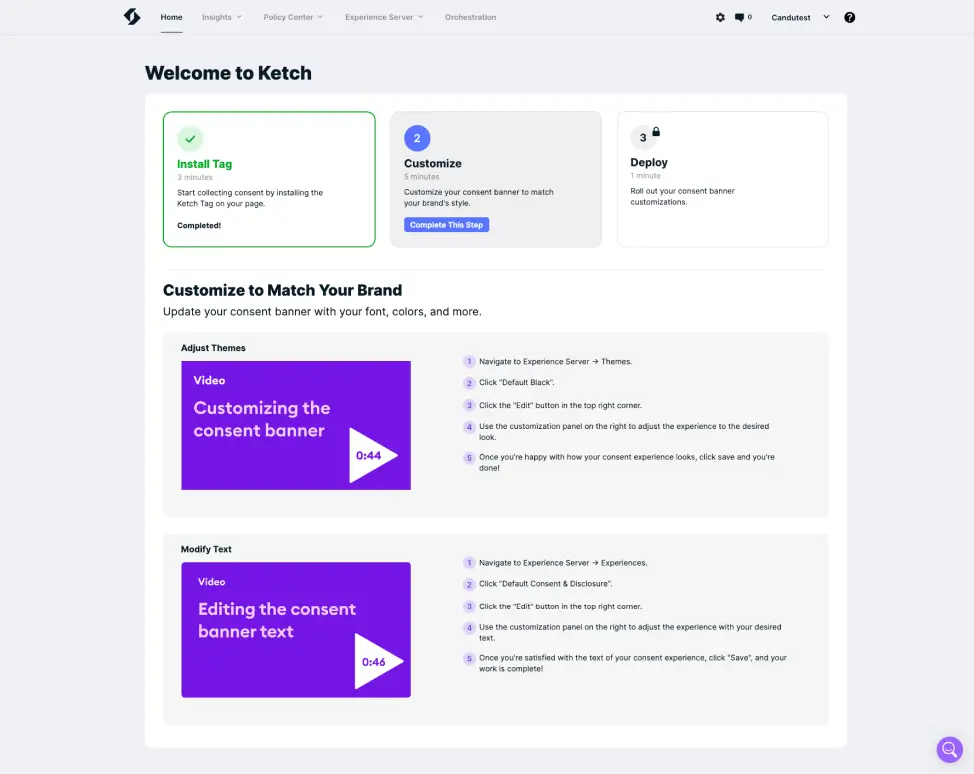 Home
Insights
Policy Center
Experience Server
Orchestration
0
Candutest
?
Welcome to Ketch
Install Tag
3 minutes
Start collecting consent by installing the
Ketch Tag on your page.
Completed!
2
Customize
5 minutes
Customize your consent banner to match
your brand's style.
Complete This Step
3
Deploy
1 minute
Roll out your consent banner
customizations.
Customize to Match Your Brand
Update your consent banner with your font, colors, and more.
Adjust Themes
Video
Customizing the
consent banner
0:44
1 Navigate to Experience Server → Themes.
2 Click "Default Black".
3 Click the "Edit" button in the top right corner.
4 Use the customization panel on the right to adjust the experience to the desired
look.
5 Once you're happy with how your consent experience looks, click save and you're
done!
Modify Text
Video
Editing the consent
banner text
0:46
1 Navigate to Experience Server → Experiences.
2 Click "Default Consent & Disclosure".
3 Click the "Edit" button in the top right corner.
4 Use the customization panel on the right to adjust the experience with your desired
text.
5 Once you're satisfied with the text of your consent experience, click "Save", and your
work is complete!